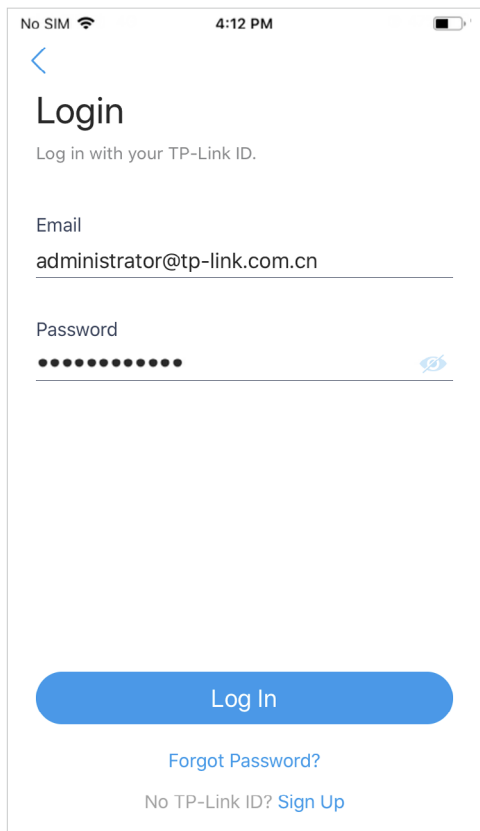 No SIM 4:12 PM
Login
Log in with your TP-Link ID.
Email
administrator@tp-link.com.cn
Password
••••••••••••
Log In
Forgot Password?
No TP-Link ID? Sign Up